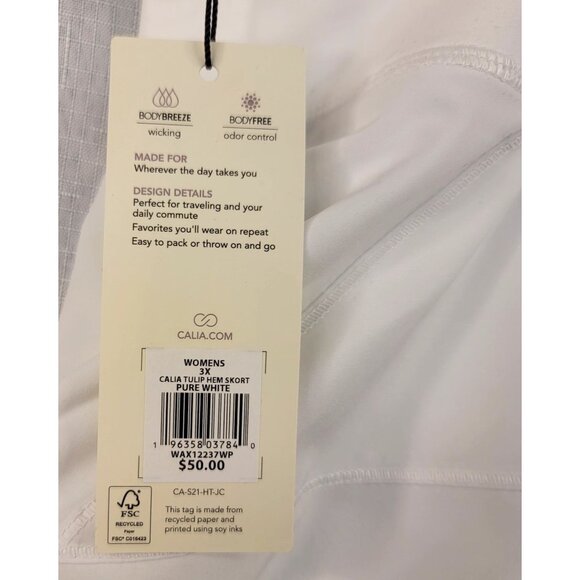 BODYBREEZE BODYFREE
wicking odor control
MADE FOR
Wherever the day takes you
DESIGN DETAILS
Perfect for traveling and your
daily commute
Favorites you'll wear on repeat
Easy to pack or throw on and go
CALIA.COM
WOMENS
3X
CALIA TULIP HEM SKORT
PURE WHITE
1 96358 03784 0
WAX12237WP
$50.00
CA-S21-HT-JC
FSC
RECYCLED
Paper
FSC® C016423
This tag is made from
recycled paper and
printed using soy inks